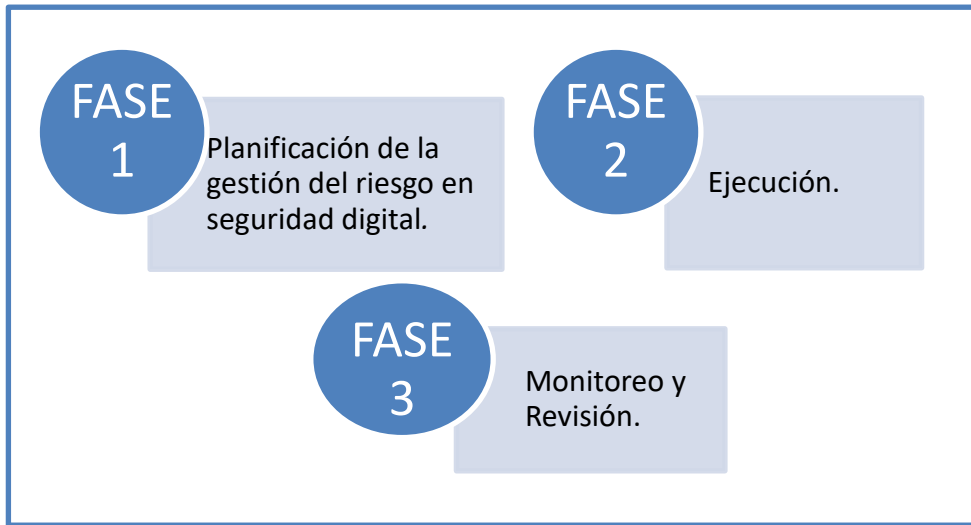 FASE
1
Planificación de la
gestión del riesgo en
seguridad digital.
FASE
2
Ejecución.
FASE
3
Monitoreo y
Revisión.